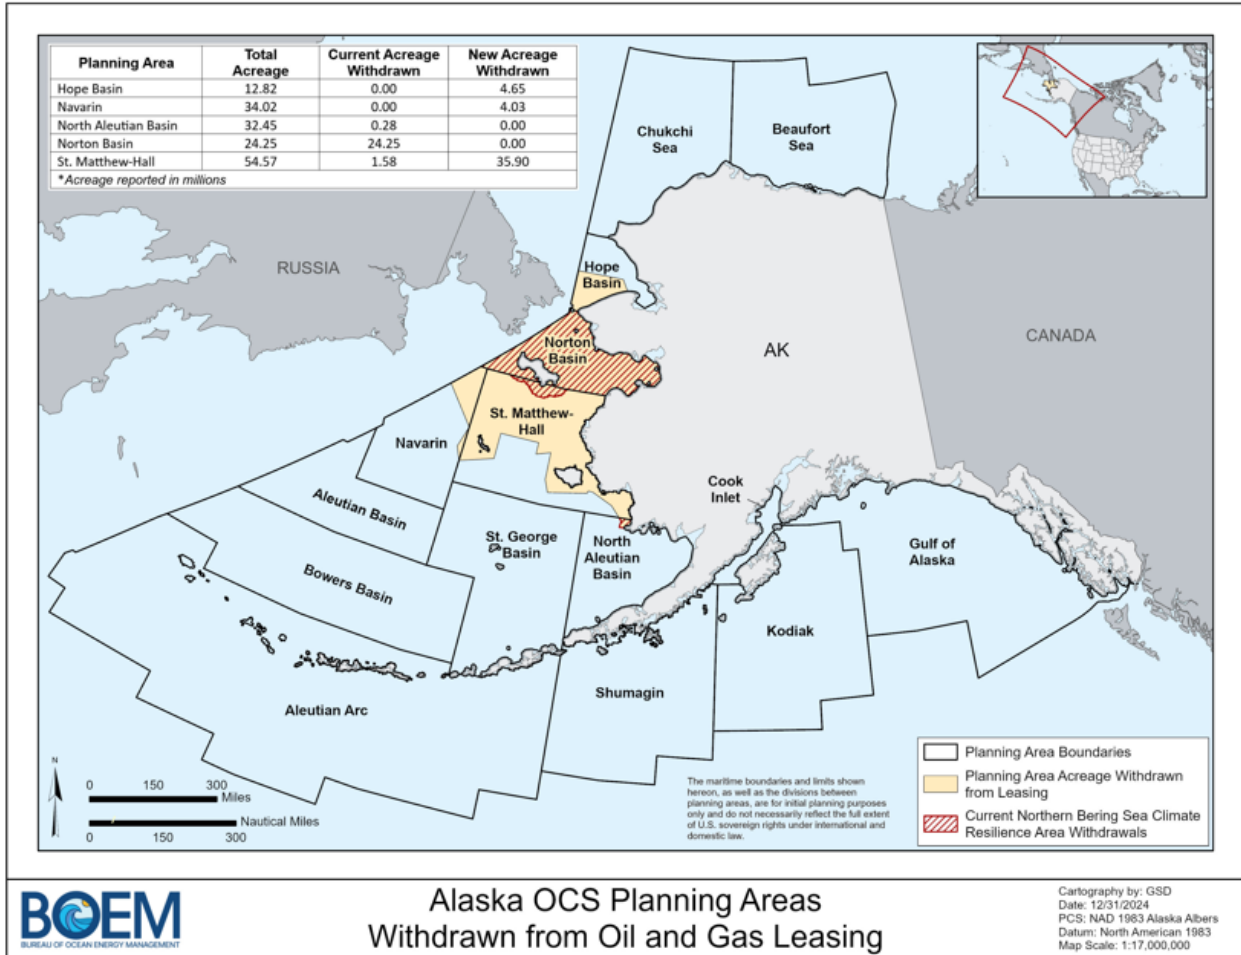 Planning Area Total Acreage Current Acreage Withdrawn New Acreage Withdrawn
Hope Basin 12.82 0.00 4.65
Navarin 34.02 0.00 4.03
North Aleutian Basin 32.45 0.28 0.00
Norton Basin 24.25 24.25 0.00
St. Matthew-Hall 54.57 1.58 35.90
*Acreage reported in millions
Chukchi
Sea
Beaufort
Sea
RUSSIA
Hope
Basin
CANADA
Norton
Basin
AK
St. Matthew-
Hall
Navarin
Cook
Inlet
Aleutian Basin
St. George
Basin
North
Aleutian
Basin
Gulf of
Alaska
Bowers Basin
Kodiak
Shumagin
Aleutian Arc
N
0 150 300
Miles
Nautical Miles
0 150 300
The maritime boundaries and limits shown
hereon, as well as the divisions between
planning areas, are for initial planning purposes
only and do not necessarily reflect the full extent
of U.S. sovereign rights under international and
domestic law.
Planning Area Boundaries
Planning Area Acreage Withdrawn
from Leasing
Current Northern Bering Sea Climate
Resilience Area Withdrawals
BOEM
BUREAU OF OCEAN ENERGY MANAGEMENT
Alaska OCS Planning Areas
Withdrawn from Oil and Gas Leasing
Cartography by: GSD
Date: 12/31/2024
PCS: NAD 1983 Alaska Albers
Datum: North American 1983
Map Scale: 1:17,000,000